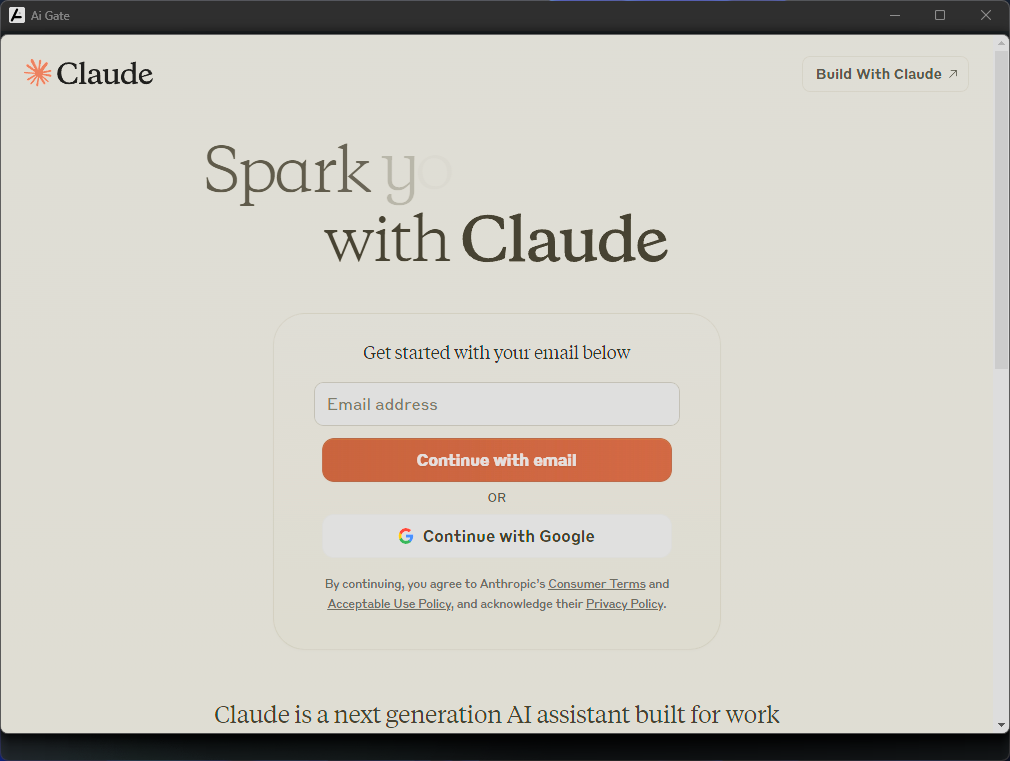 Ai Gate
Claude
Build With Claude ↗
Spark yo
with Claude
Get started with your email below
Email address
Continue with email
OR
Continue with Google
By continuing, you agree to Anthropic's Consumer Terms and
Acceptable Use Policy, and acknowledge their Privacy Policy.
Claude is a next generation AI assistant built for work